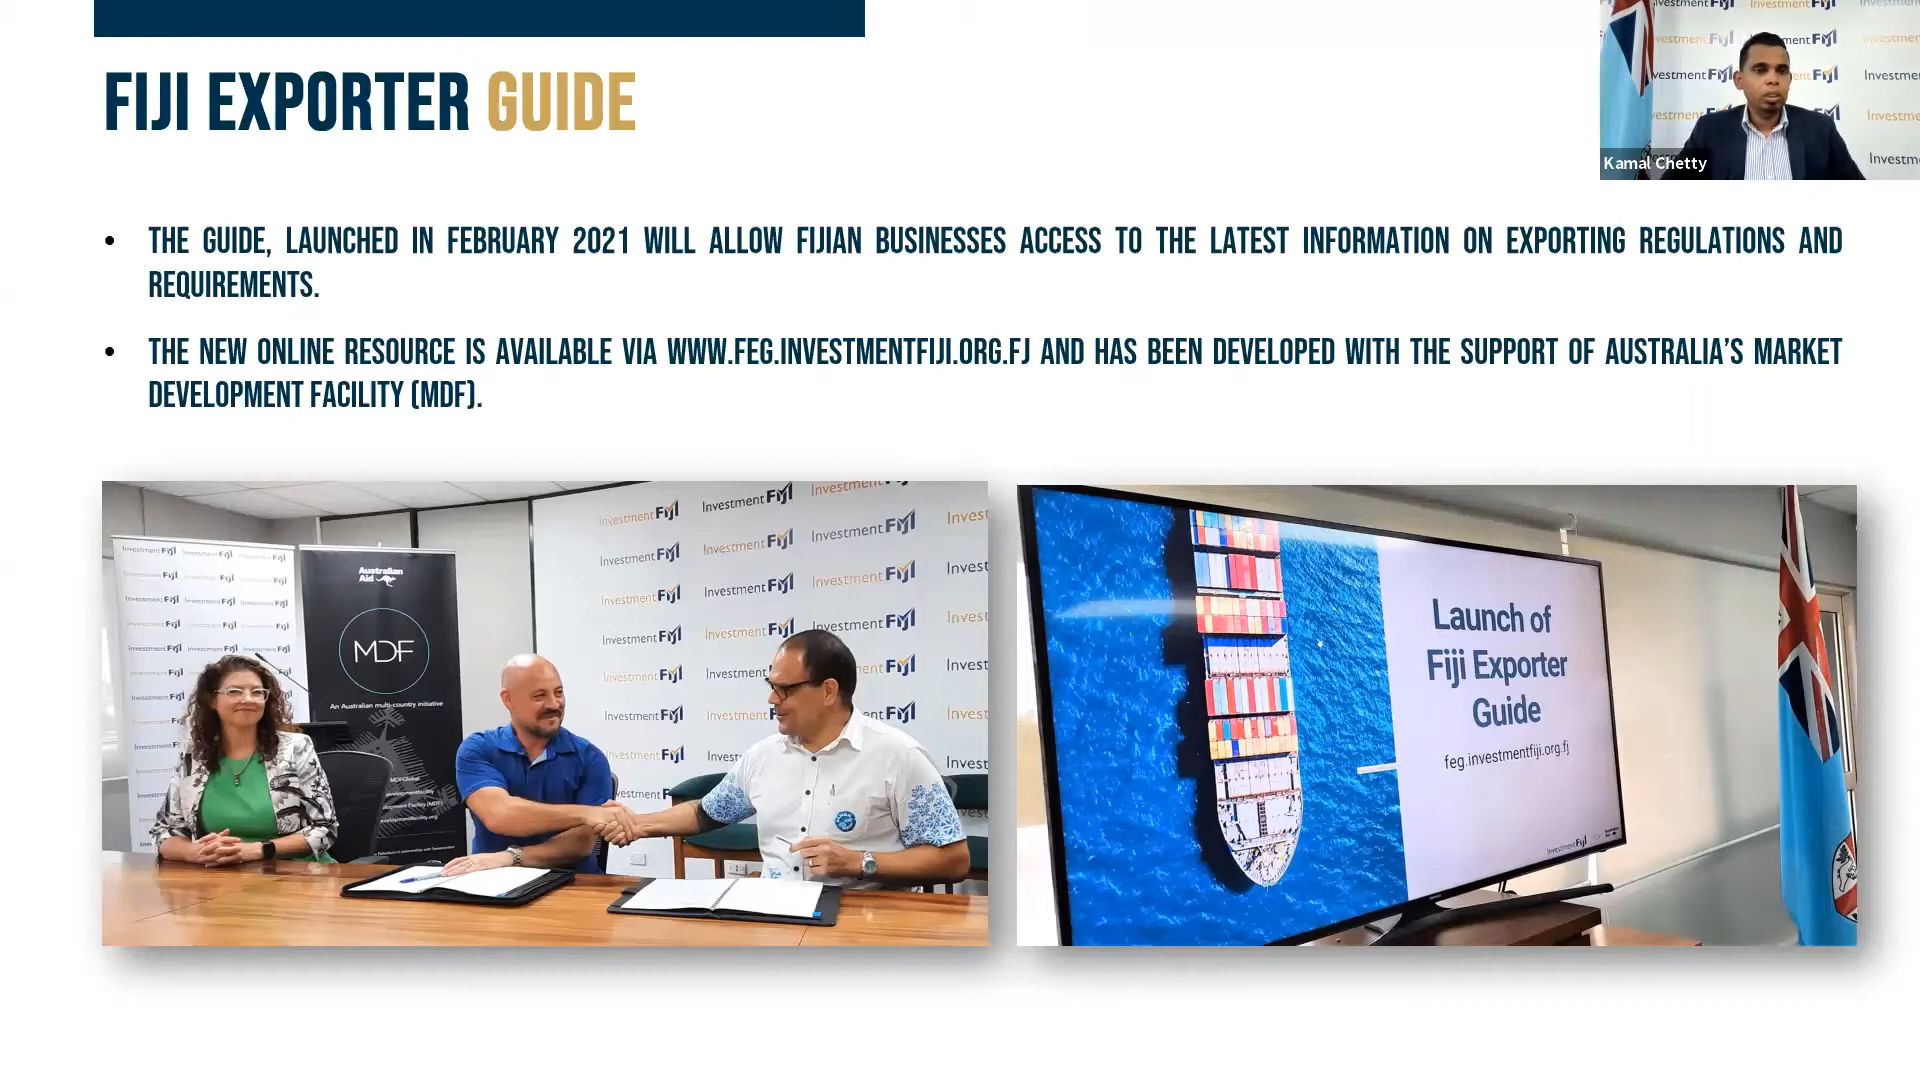 FIJI EXPORTER GUIDE
Kamal Chetty
• THE GUIDE, LAUNCHED IN FEBRUARY 2021 WILL ALLOW FIJIAN BUSINESSES ACCESS TO THE LATEST INFORMATION ON EXPORTING REGULATIONS AND
REQUIREMENTS.
• THE NEW ONLINE RESOURCE IS AVAILABLE VIA WWW.FEG.INVESTMENTFIJI.ORG.FJ AND HAS BEEN DEVELOPED WITH THE SUPPORT OF AUSTRALIA'S MARKET
DEVELOPMENT FACILITY (MDF).
Investment FIJI
Australian
Aid
MDF
An Australian multi-country initiative
Launch of
Fiji Exporter
Guide
feg.investmentfiji.org.fj
Investment FIJI